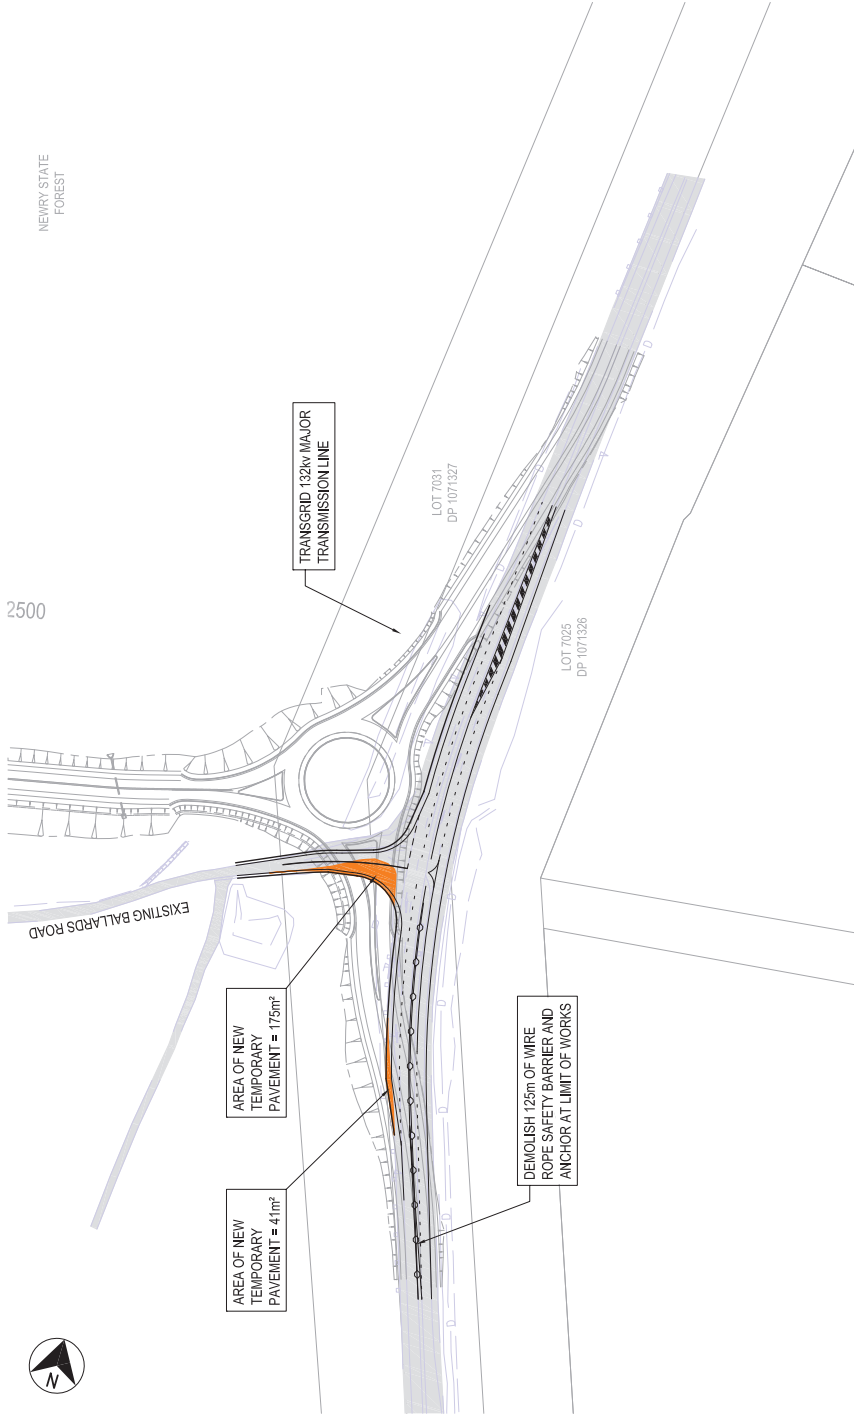 NEWRY STATE
FOREST
TRANSGRID 132kv MAJOR
TRANSMISSION LINE
LOT 7031
DP 1071327
2500
LOT 7025
DP 1071326
EXISTING BALLARDS ROAD
AREA OF NEW
TEMPORARY
PAVEMENT = 175m²
DEMOLISH 125m OF WIRE
ROPE SAFETY BARRIER AND
ANCHOR AT LIMIT OF WORKS
AREA OF NEW
TEMPORARY
PAVEMENT = 41m²
N